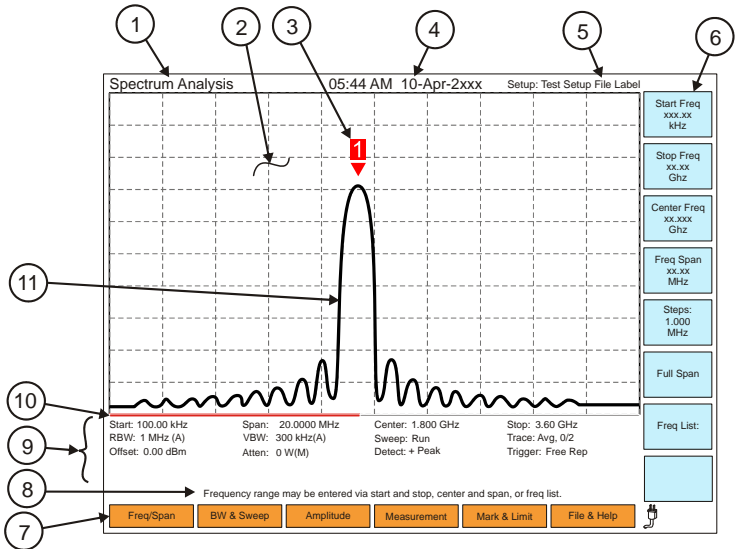 1
2
3
4
5
6
Spectrum Analysis 05:44 AM 10-Apr-2xxx Setup: Test Setup File Label
1
Start Freq
xxx.xx
kHz
Stop Freq
xx.xx
Ghz
Center Freq
xx.xxx
Ghz
Freq Span
xx.xx
MHz
Steps:
1.000
MHz
Full Span
Freq List:
11
10
9
8
7
Start: 100.00 kHz Span: 20.0000 MHz Center: 1.800 GHz Stop: 3.60 GHz
RBW: 1 MHz (A) VBW: 300 kHz(A) Sweep: Run Trace: Avg, 0/2
Offset: 0.00 dBm Atten: 0 W(M) Detect: + Peak Trigger: Free Rep
Frequency range may be entered via start and stop, center and span, or freq list.
Freq/Span BW & Sweep Amplitude Measurement Mark & Limit File & Help